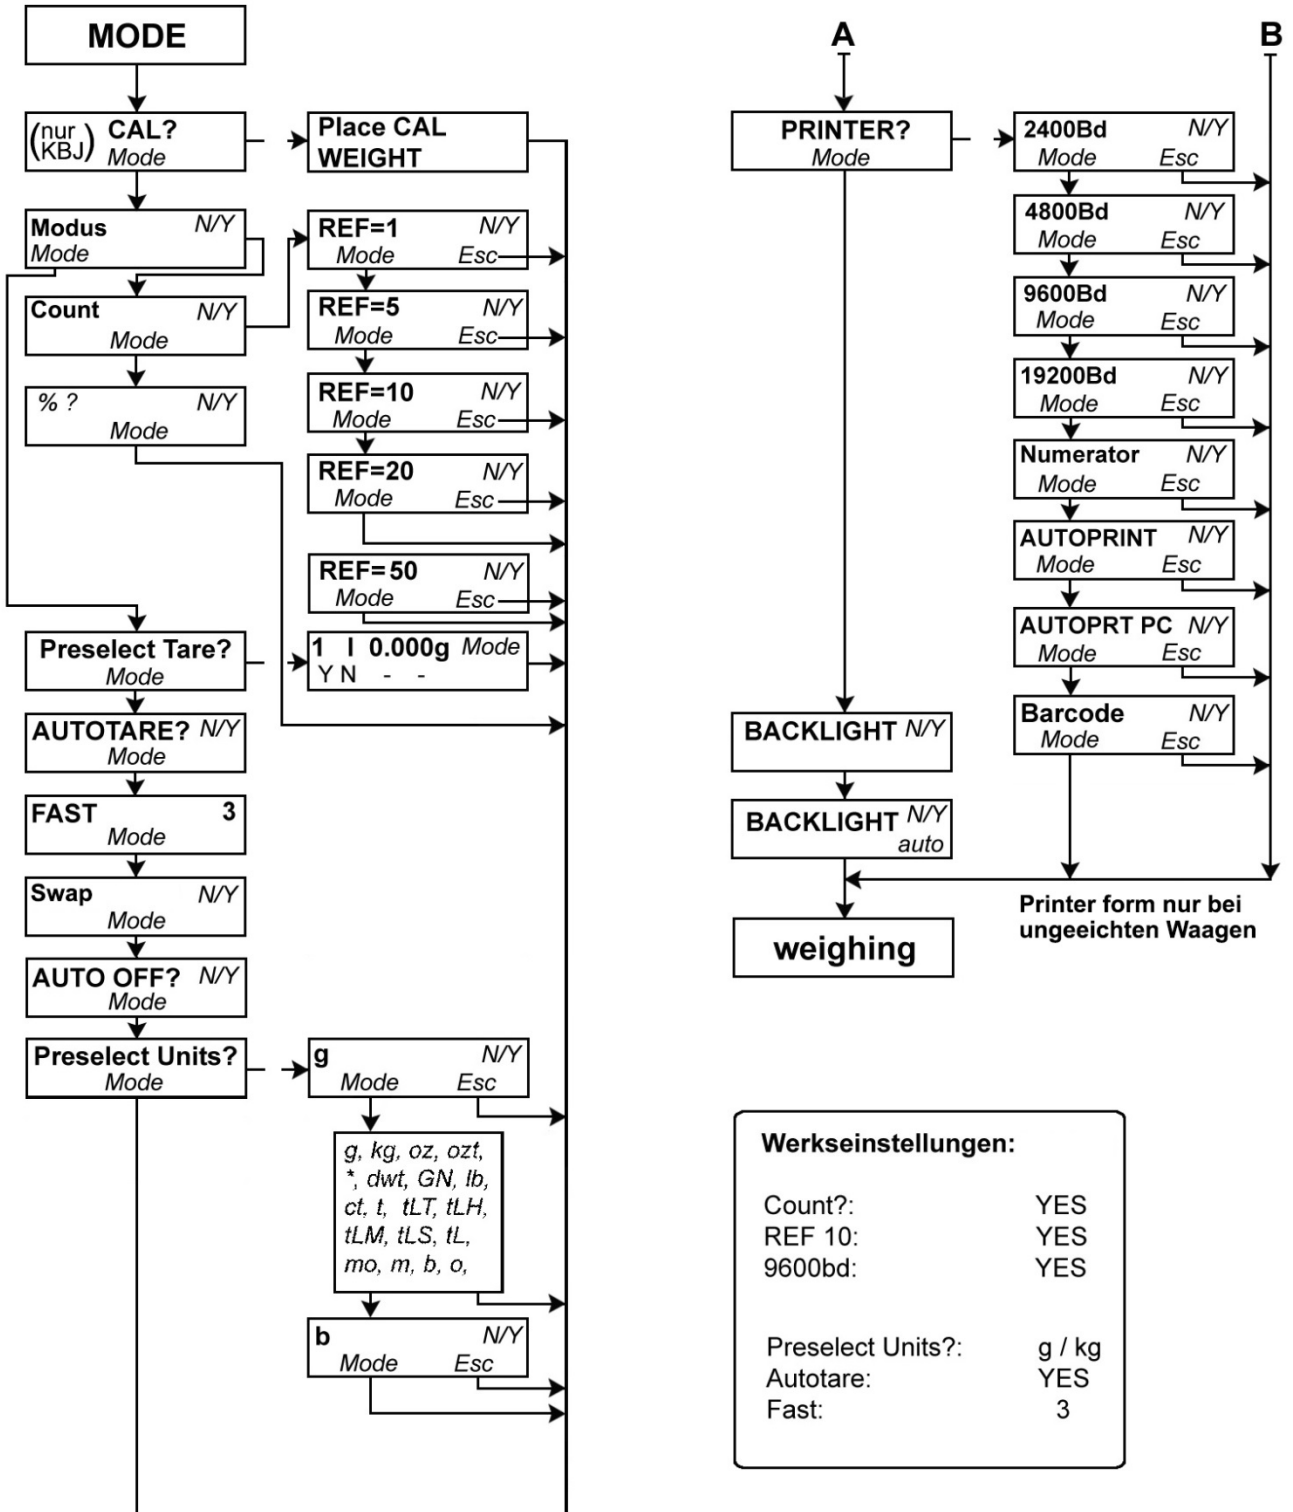 MODE
(nur KBJ) CAL?
Mode
Place CAL
WEIGHT
Modus N/Y
Mode
REF=1 N/Y
Mode Esc
Count N/Y
Mode
REF=5 N/Y
Mode Esc
% ? N/Y
Mode
REF=10 N/Y
Mode Esc
REF=20 N/Y
Mode Esc
REF=50 N/Y
Mode Esc
Preselect Tare?
Mode
1 I 0.000g Mode
Y N - -
AUTOTARE? N/Y
Mode
FAST 3
Mode
Swap N/Y
Mode
AUTO OFF? N/Y
Mode
Preselect Units?
Mode
g N/Y
Mode Esc
g, kg, oz, ozt,
*, dwt, GN, lb,
ct, t, tLT, tLH,
tLM, tLS, tL,
mo, m, b, o,
b N/Y
Mode Esc
A
B
PRINTER?
Mode
2400Bd N/Y
Mode Esc
4800Bd N/Y
Mode Esc
9600Bd N/Y
Mode Esc
19200Bd N/Y
Mode Esc
Numerator N/Y
Mode Esc
AUTOPRINT N/Y
Mode Esc
AUTOPRT PC N/Y
Mode Esc
Barcode N/Y
Mode Esc
BACKLIGHT N/Y
BACKLIGHT N/Y
auto
Printer form nur bei
ungeeichten Waagen
weighing
Werkseinstellungen:
Count?: YES
REF 10: YES
9600bd: YES
Preselect Units?: g / kg
Autotare: YES
Fast: 3